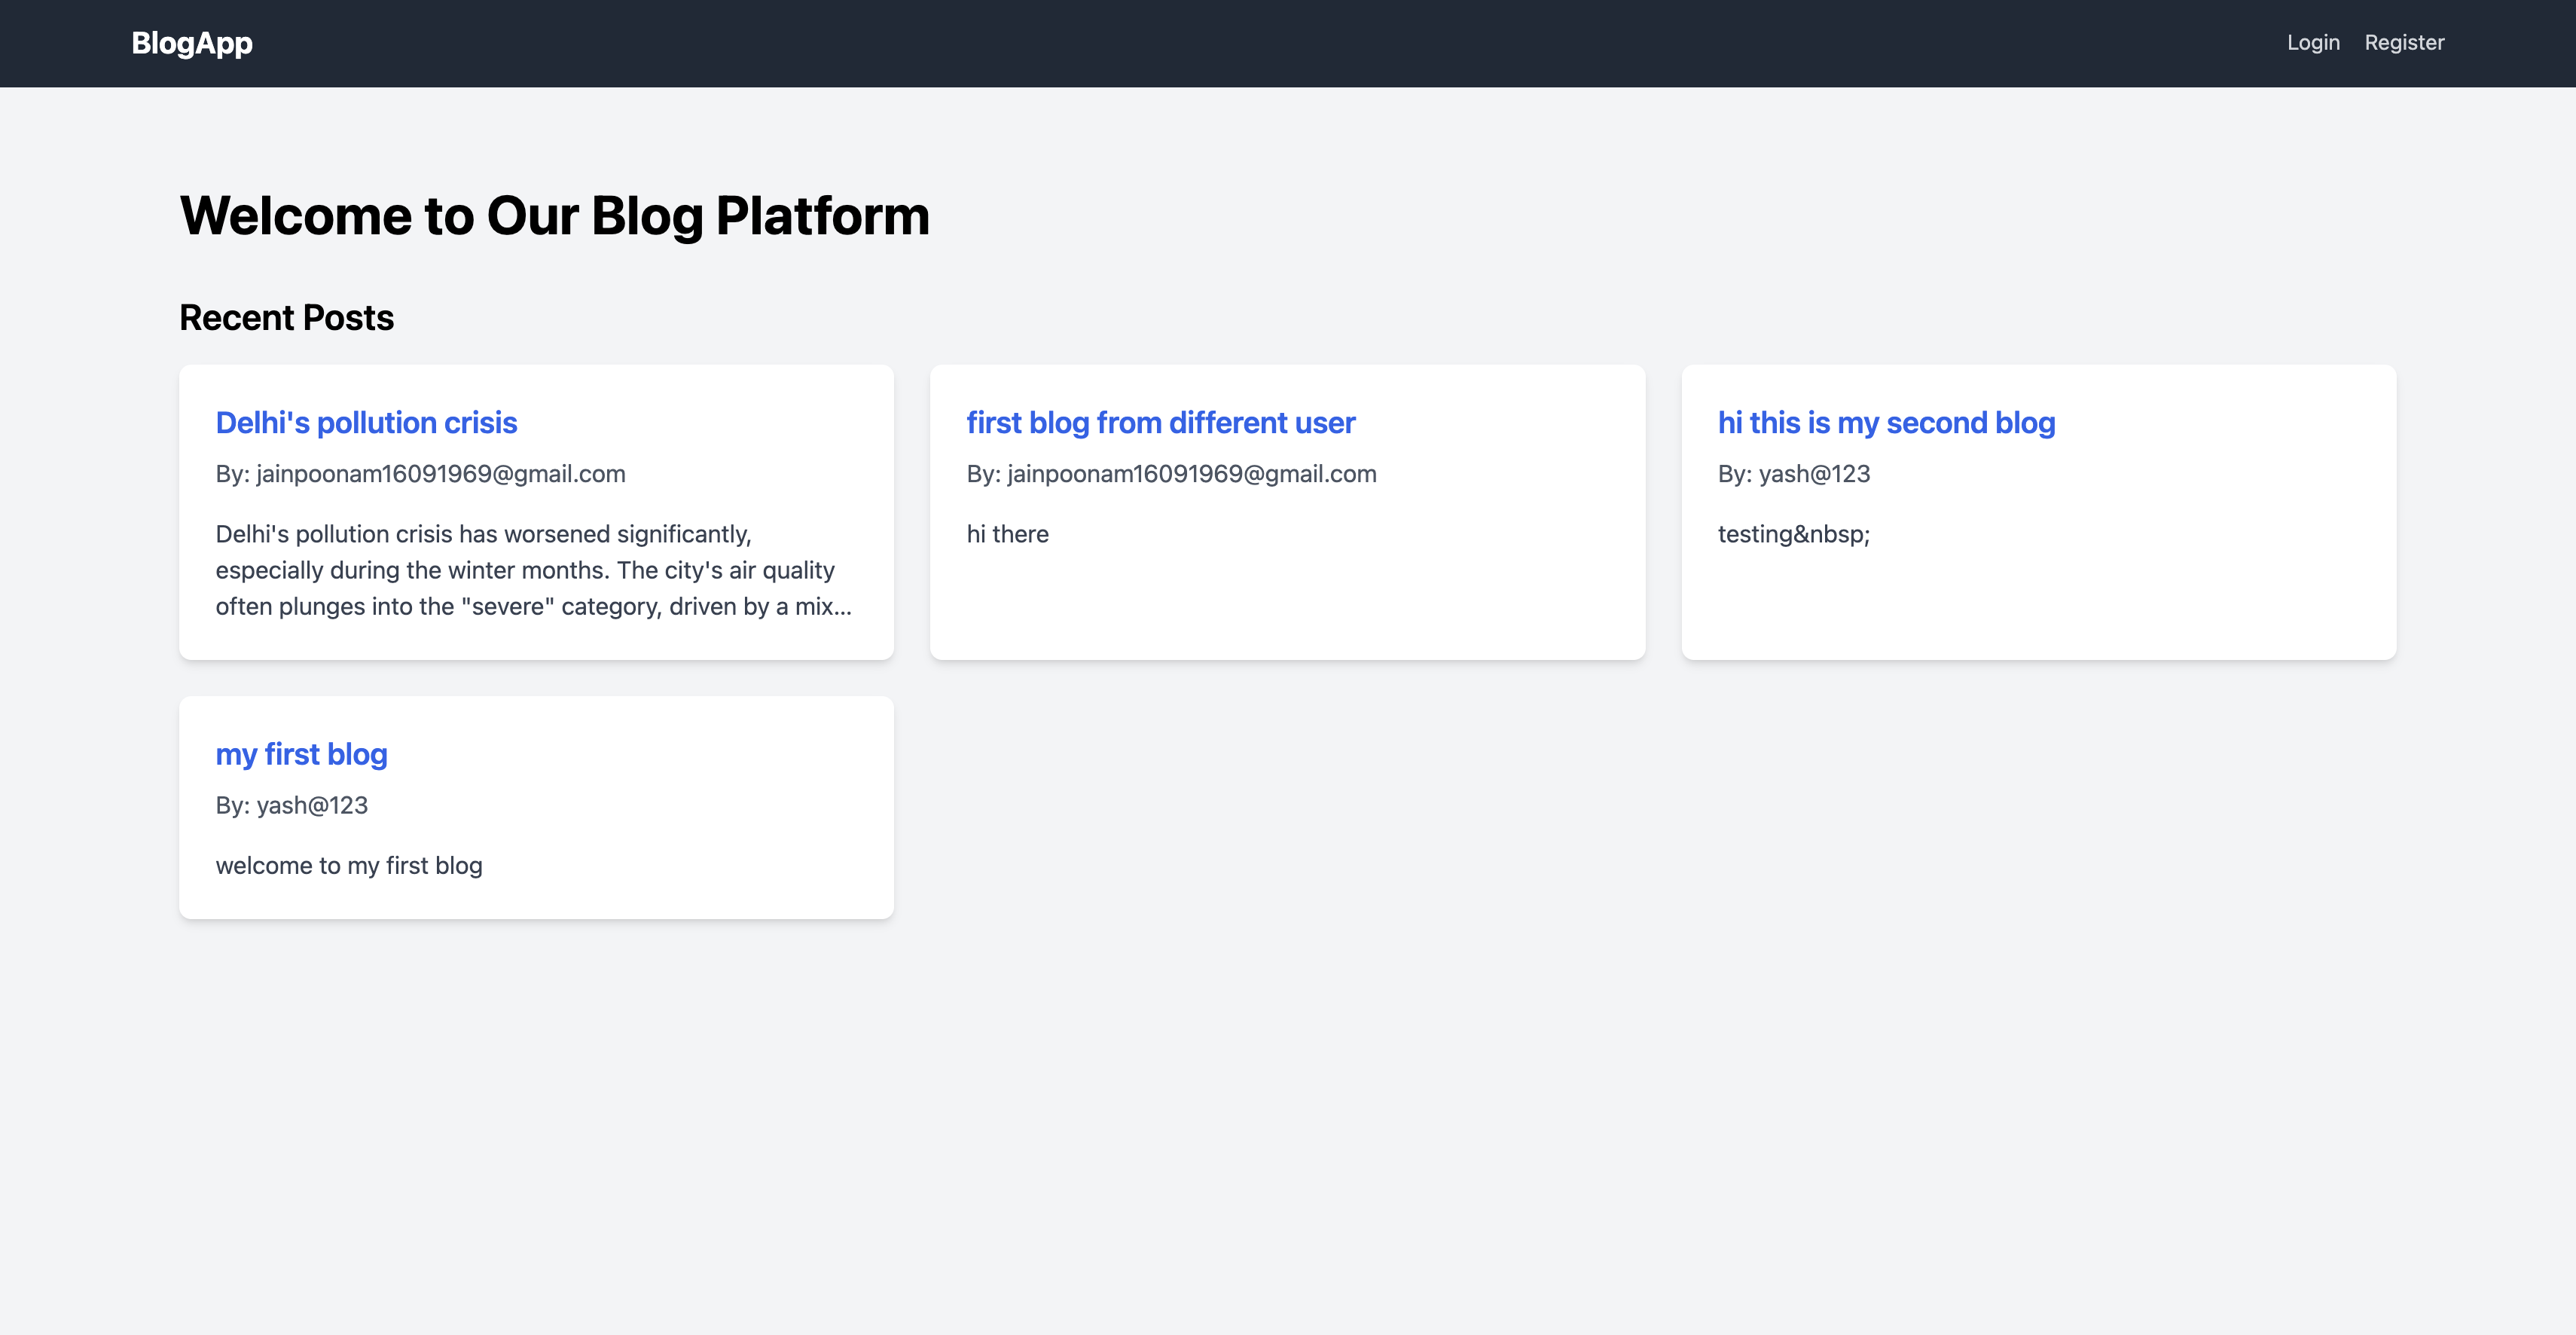 BlogApp
Login Register
Welcome to Our Blog Platform
Recent Posts
Delhi's pollution crisis
By: jainpoonam16091969@gmail.com
Delhi's pollution crisis has worsened significantly,
especially during the winter months. The city's air quality
often plunges into the "severe" category, driven by a mix...
first blog from different user
By: jainpoonam16091969@gmail.com
hi there
hi this is my second blog
By: yash@123
testing&nbsp;
my first blog
By: yash@123
welcome to my first blog